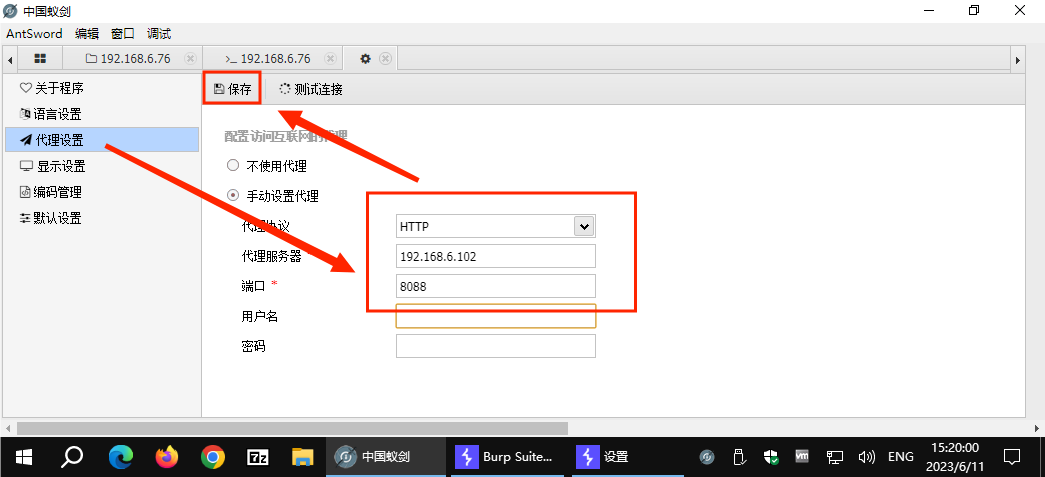 中国蚁剑
AntSword 编辑 窗口 调试
192.168.6.76 >_ 192.168.6.76
关于程序 保存 测试连接
语言设置
代理设置 配置访问互联网的代理
显示设置 不使用代理
编码管理 手动设置代理
默认设置 代理协议 HTTP
代理服务器 192.168.6.102
端口 * 8088
用户名
密码
7z 中国蚁剑 Burp Suite... 设置 vm ENG 15:20:00
2023/6/11